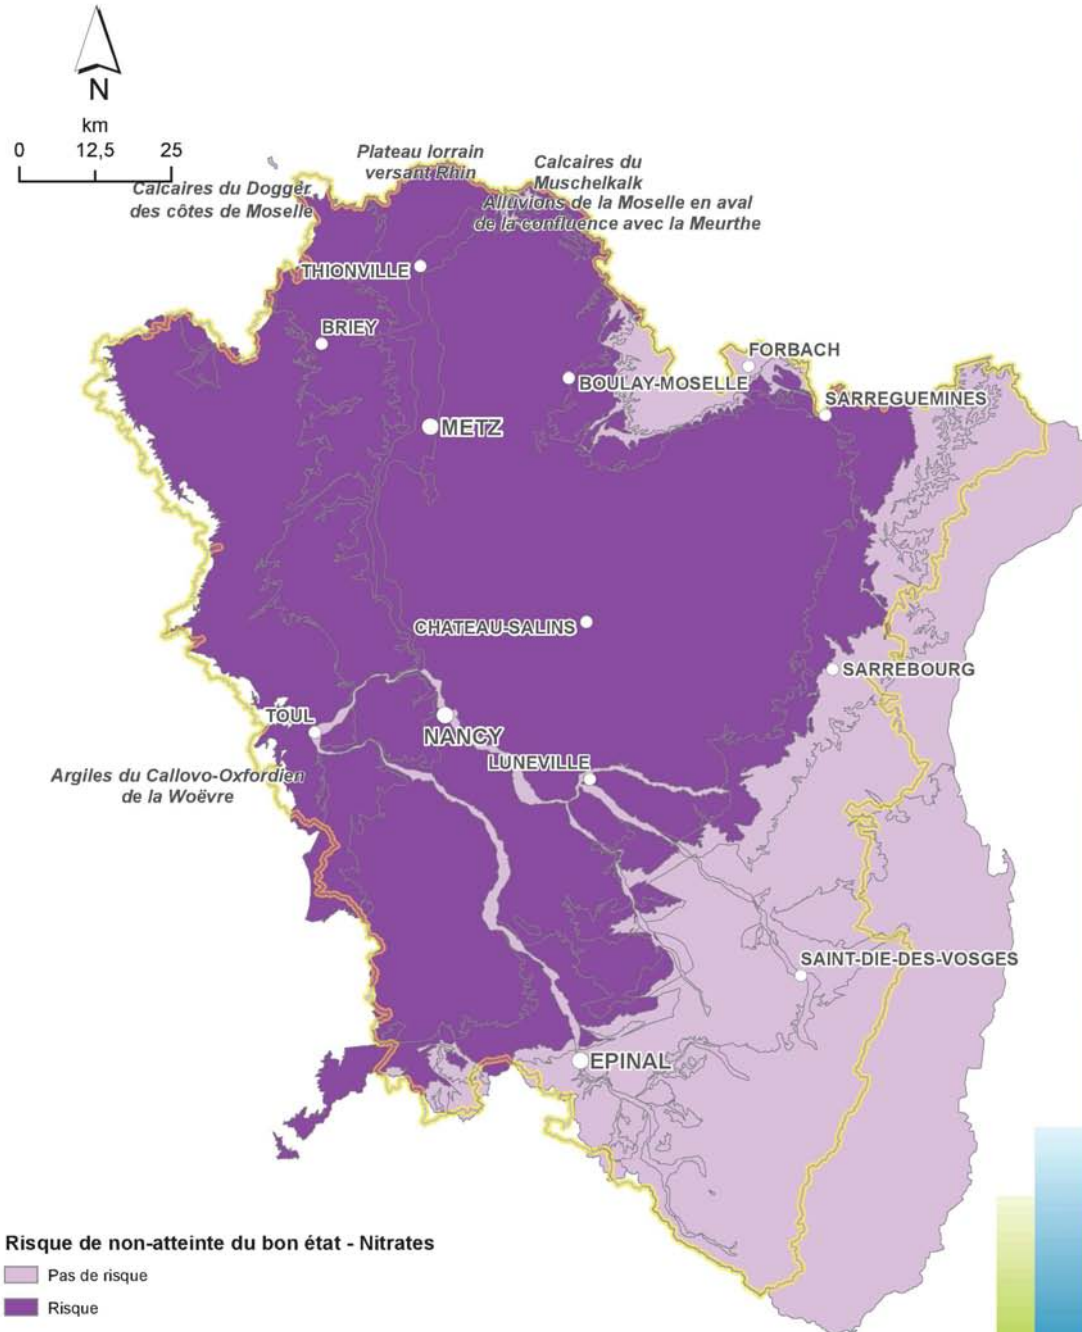 N
km
0 12,5 25
Plateau lorrain
versant Rhin
Calcaires du
Muschelkalk
Calcaires du Dogger
des côtes de Moselle
Alluvions de la Moselle en aval
de la confluence avec la Meurthe
THIONVILLE
BRIEY
FORBACH
BOULAY-MOSELLE
SARREGUEMINES
METZ
CHATEAU-SALINS
SARREBOURG
TOUL
NANCY
LUNEVILLE
Argiles du Callovo-Oxfordien
de la Woëvre
SAINT-DIE-DES-VOSGES
EPINAL
Risque de non-atteinte du bon état - Nitrates
Pas de risque
Risque